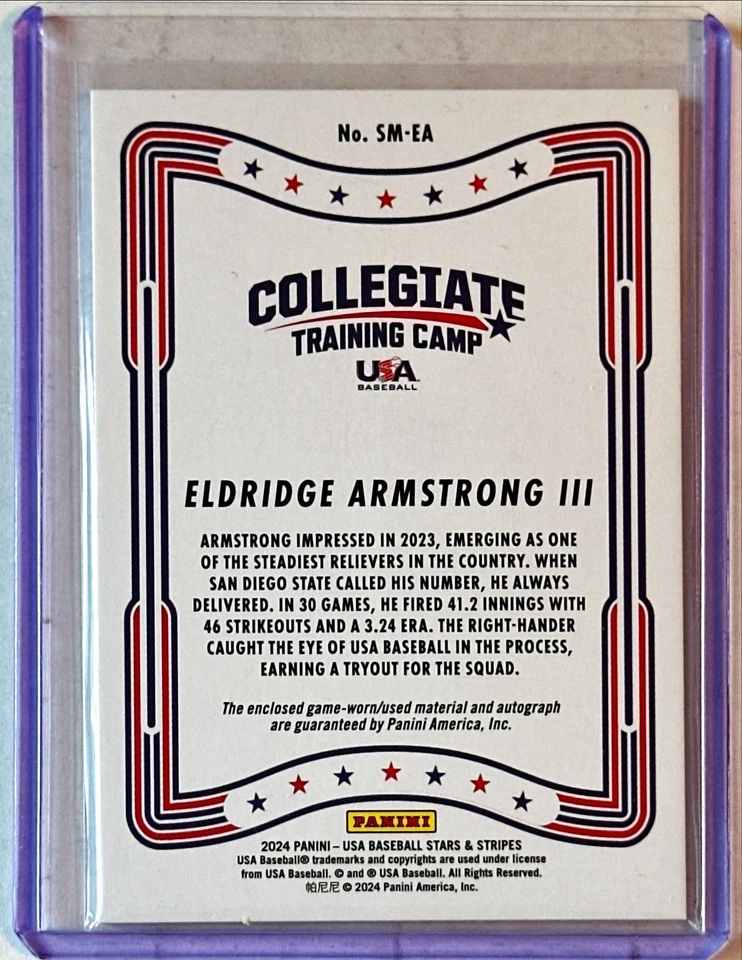 No. SM-EA
COLLEGIATE
TRAINING CAMP
USA
BASEBALL
ELDRIDGE ARMSTRONG III
ARMSTRONG IMPRESSED IN 2023, EMERGING AS ONE
OF THE STEADIEST RELIEVERS IN THE COUNTRY. WHEN
SAN DIEGO STATE CALLED HIS NUMBER, HE ALWAYS
DELIVERED. IN 30 GAMES, HE FIRED 41.2 INNINGS WITH
46 STRIKEOUTS AND A 3.24 ERA. THE RIGHT-HANDER
CAUGHT THE EYE OF USA BASEBALL IN THE PROCESS,
EARNING A TRYOUT FOR THE SQUAD.
The enclosed game-worn/used material and autograph
are guaranteed by Panini America, Inc.
PANINI
2024 PANINI – USA BASEBALL STARS & STRIPES
USA Baseball® trademarks and copyrights are used under license
from USA Baseball. © and ® USA Baseball. All Rights Reserved.
帕尼尼 © 2024 Panini America, Inc.